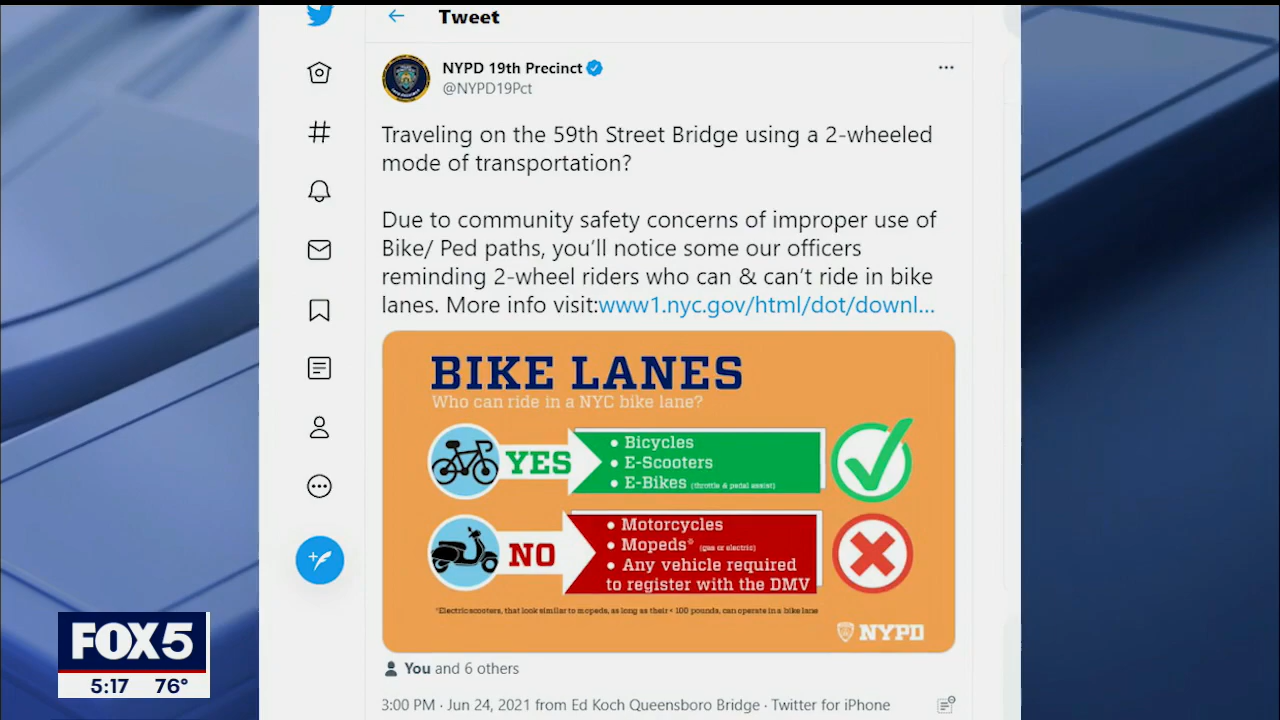 Tweet
NYPD 19th Precinct
@NYPD19Pct
Traveling on the 59th Street Bridge using a 2-wheeled
mode of transportation?
Due to community safety concerns of improper use of
Bike/ Ped paths, you'll notice some our officers
reminding 2-wheel riders who can & can't ride in bike
lanes. More info visit:www1.nyc.gov/html/dot/downl...
BIKE LANES
Who can ride in a NYC bike lane?
YES
• Bicycles
• E-Scooters
• E-Bikes (throttle & pedal assist)
NO
• Motorcycles
• Mopeds* (gas or electric)
• Any vehicle required
to register with the DMV
*Electric scooters, that look similar to mopeds, as long as their < 100 pounds, can operate in a bike lane
NYPD
You and 6 others
3:00 PM · Jun 24, 2021 from Ed Koch Queensboro Bridge · Twitter for iPhone
FOX 5
5:17 76°